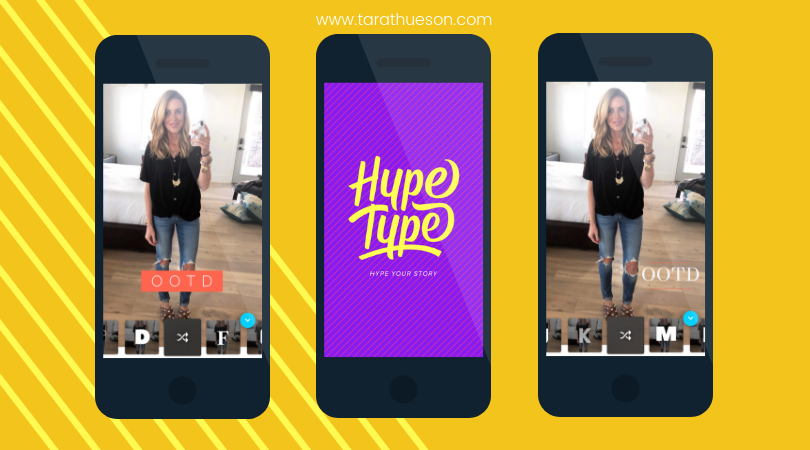 www.tarathueson.com
OOTD
D
F
Hype
Type
HYPE YOUR STORY
OOTD
K
M